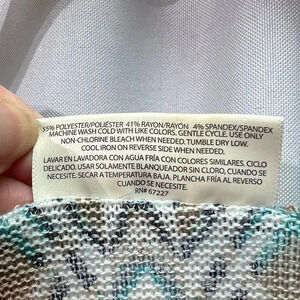 55% POLYESTER/POLIÉSTER 41% RAYON/RAYÓN 4% SPANDEX/SPANDEX
MACHINE WASH COLD WITH LIKE COLORS. GENTLE CYCLE. USE ONLY
NON-CHLORINE BLEACH WHEN NEEDED. TUMBLE DRY LOW.
COOL IRON ON REVERSE SIDE WHEN NEEDED.
LAVAR EN LAVADORA CON AGUA FRÍA CON COLORES SIMILARES. CICLO
DELICADO. USAR SOLAMENTE BLANQUEADOR SIN CLORO, CUANDO SE
NECESITE. SECAR A TEMPERATURA BAJA. PLANCHA FRÍA AL REVERSO
CUANDO SE NECESITE.
RN# 67227